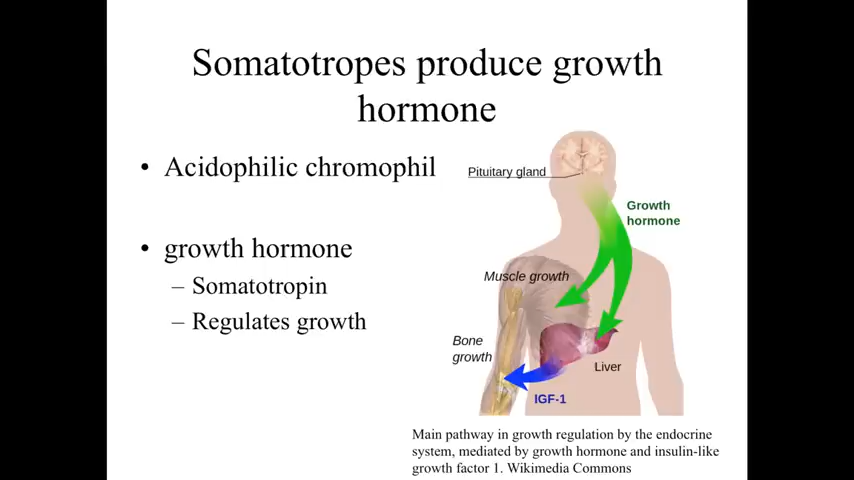 Somatotropes produce growth
hormone
• Acidophilic chromophil
• growth hormone
– Somatotropin
– Regulates growth
Pituitary gland
Growth
hormone
Muscle growth
Bone
growth
Liver
IGF-1
Main pathway in growth regulation by the endocrine
system, mediated by growth hormone and insulin-like
growth factor 1. Wikimedia Commons